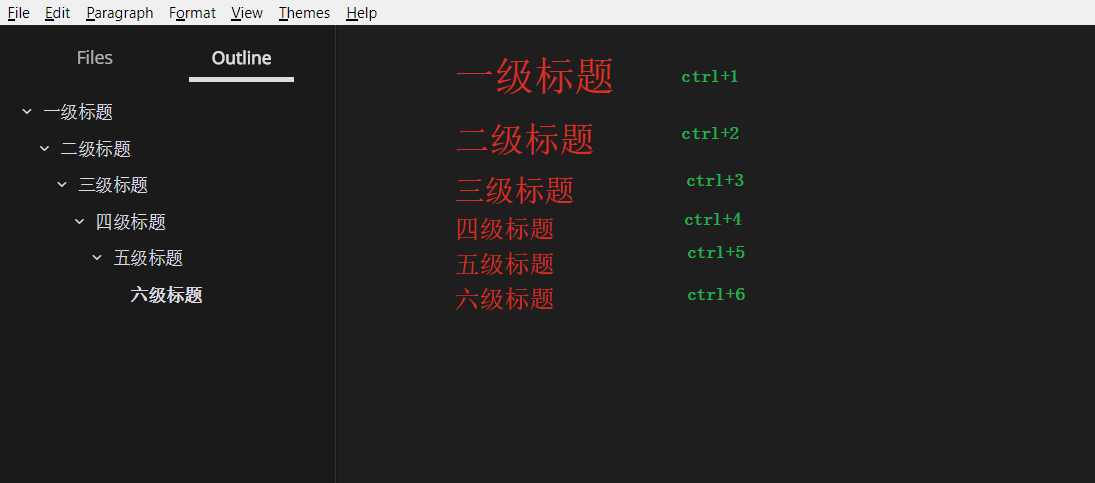 File Edit Paragraph Format View Themes Help
Files Outline
一级标题
二级标题
三级标题
四级标题
五级标题
六级标题
一级标题 ctrl+1
二级标题 ctrl+2
三级标题 ctrl+3
四级标题 ctrl+4
五级标题 ctrl+5
六级标题 ctrl+6